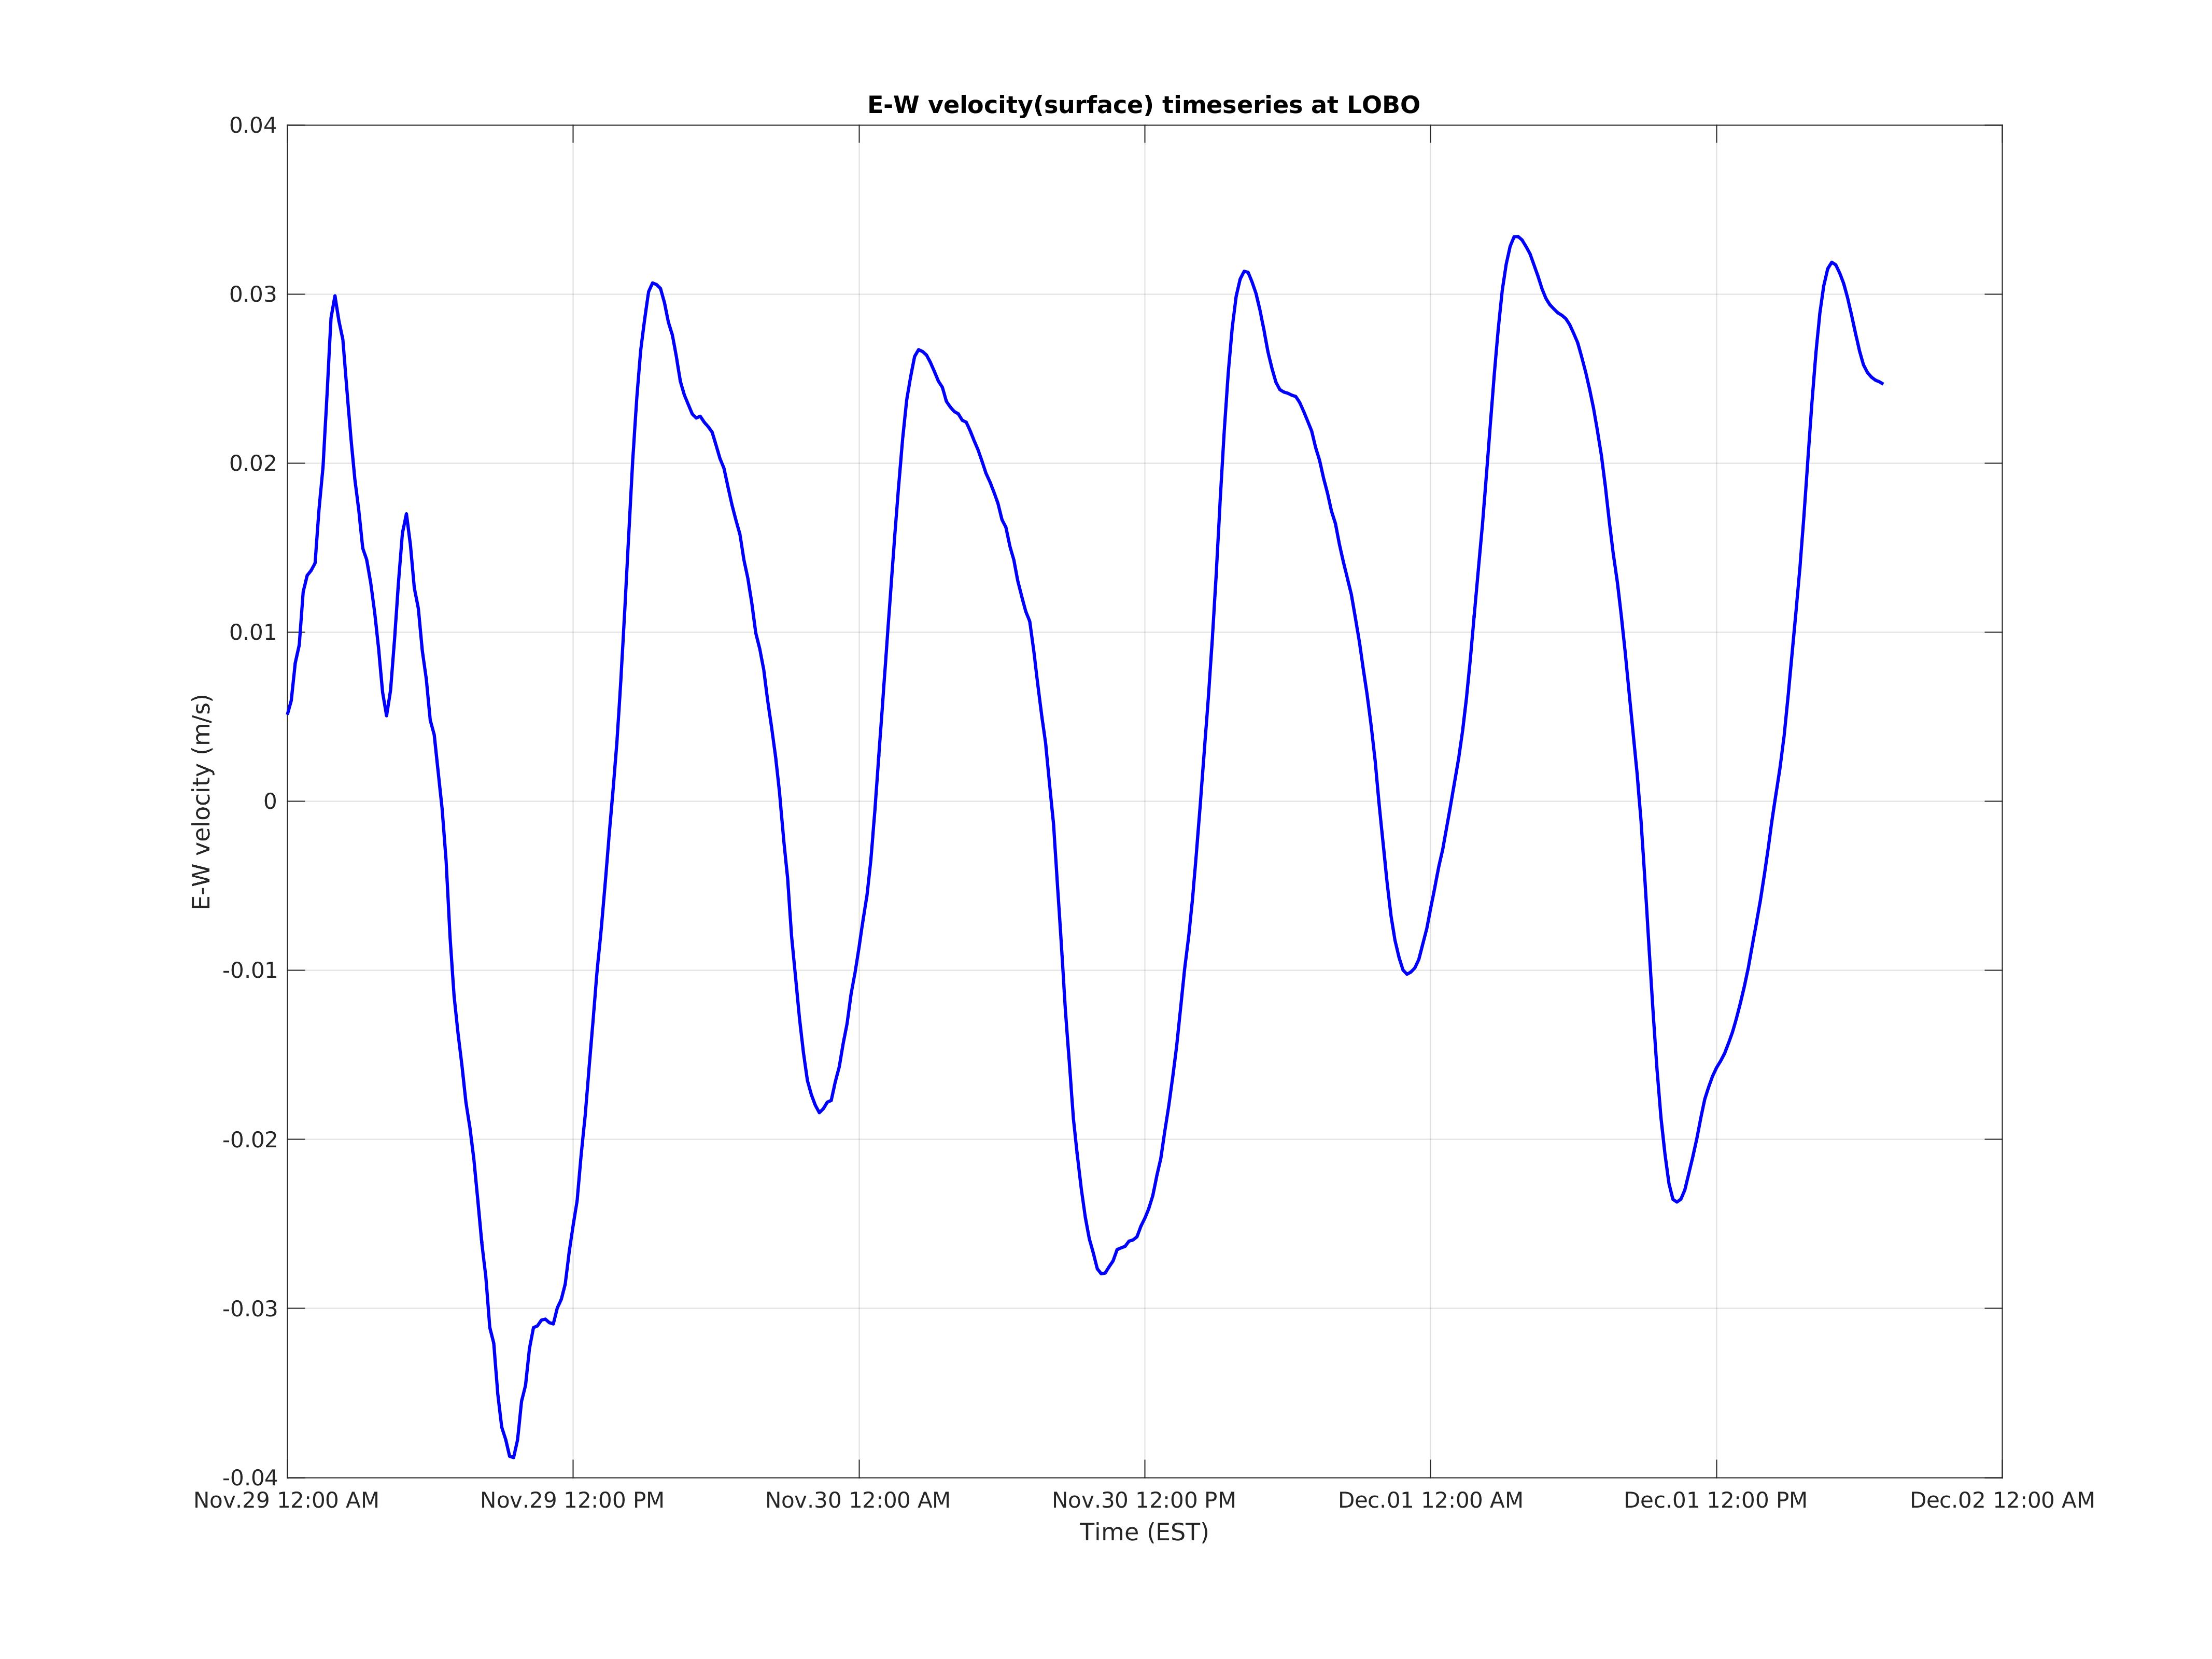 E-W velocity(surface) timeseries at LOBO
0.04
0.03
0.02
0.01
0
-0.01
-0.02
-0.03
-0.04
E-W velocity (m/s)
Nov.29 12:00 AM Nov.29 12:00 PM Nov.30 12:00 AM Nov.30 12:00 PM Dec.01 12:00 AM Dec.01 12:00 PM Dec.02 12:00 AM
Time (EST)